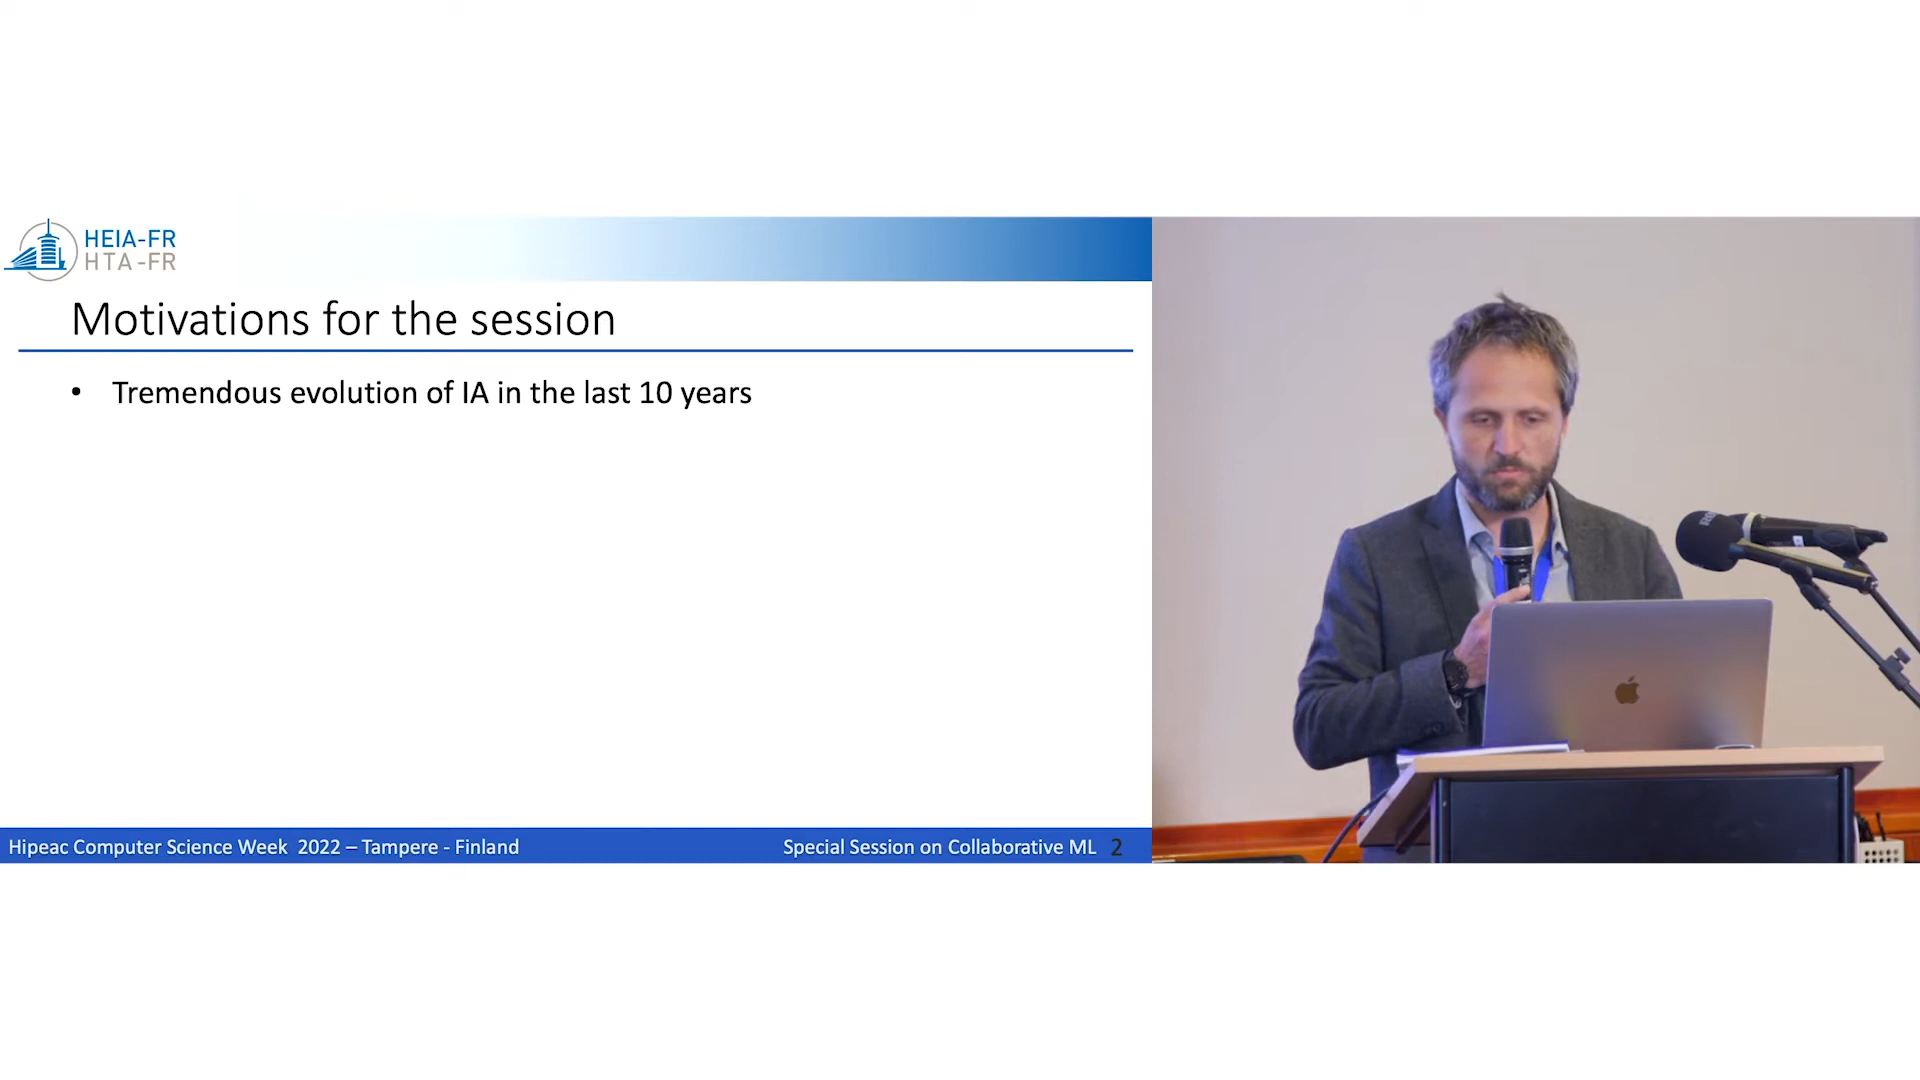 HEIA-FR
HTA-FR
Motivations for the session
• Tremendous evolution of IA in the last 10 years
Hipeac Computer Science Week 2022 – Tampere - Finland
Special Session on Collaborative ML 2